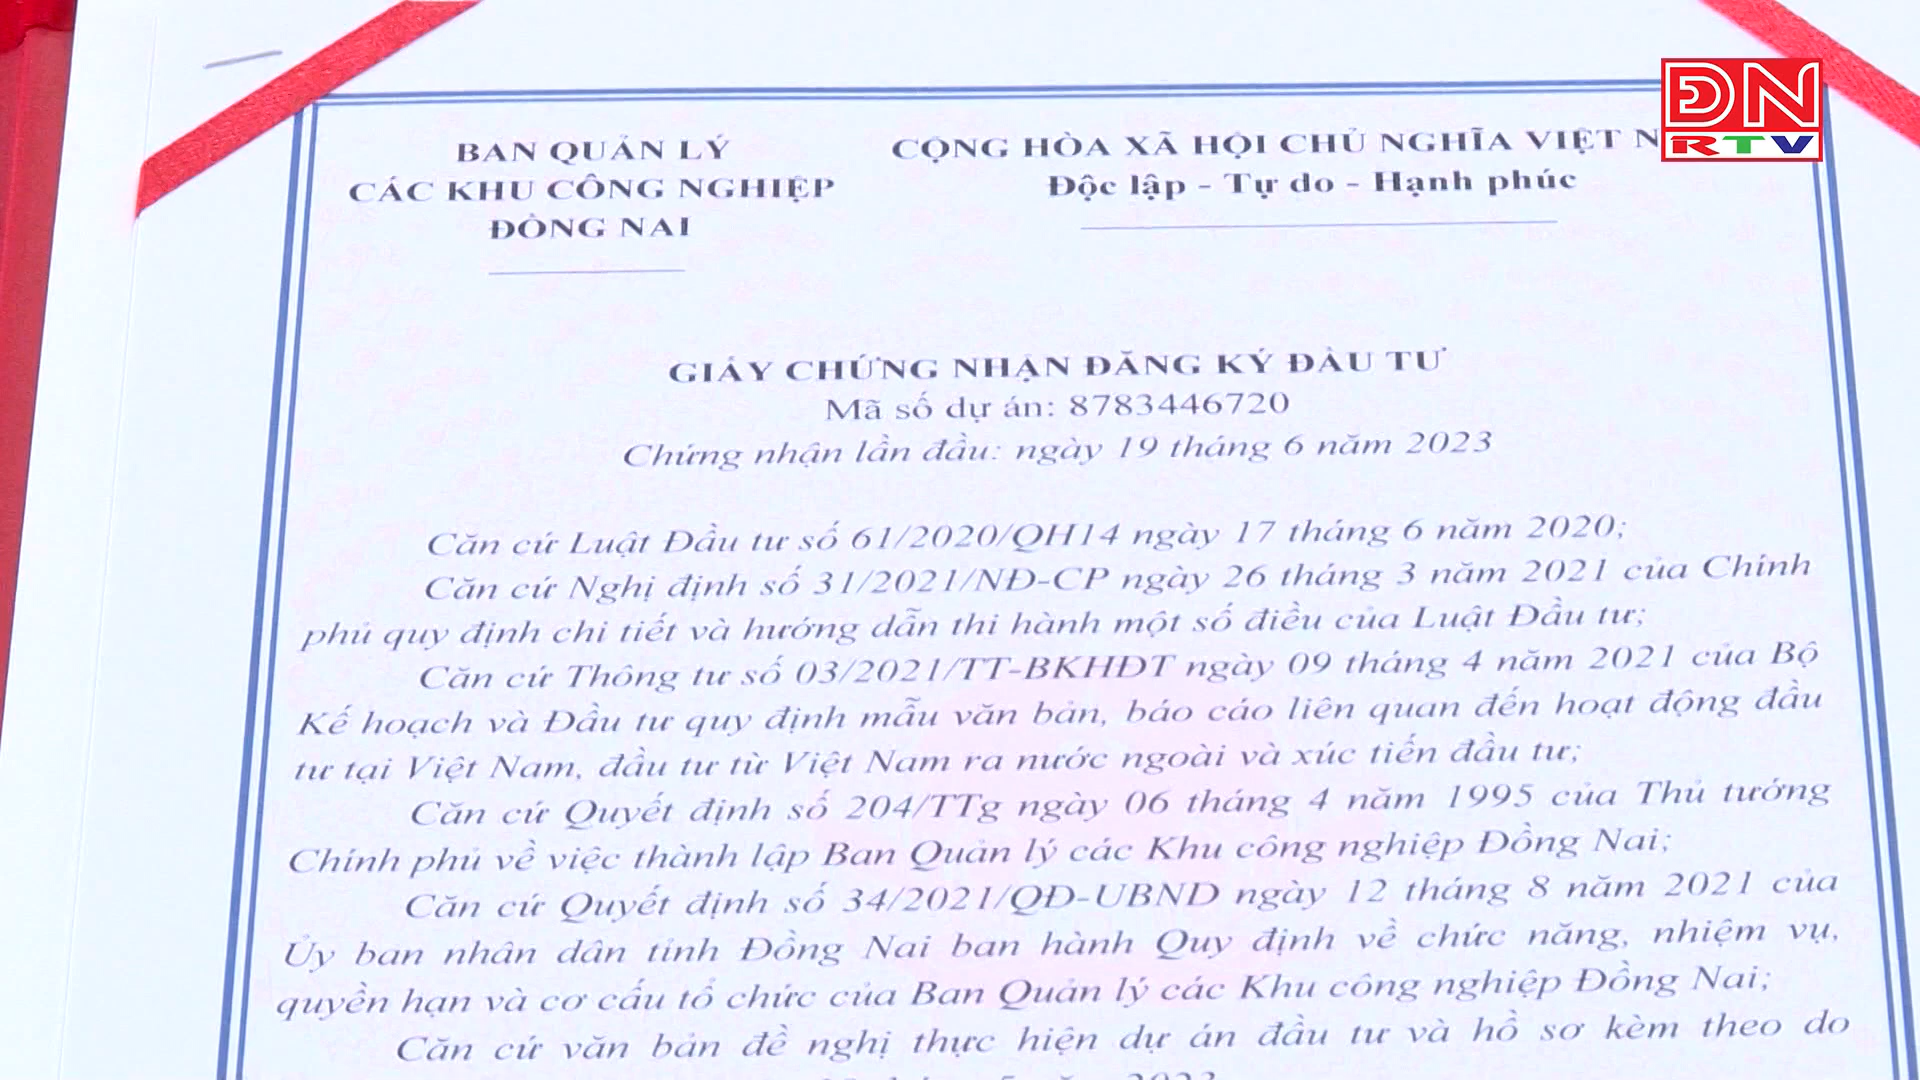 BAN QUẢN LÝ
CÁC KHU CÔNG NGHIỆP
ĐỒNG NAI
CỘNG HÒA XÃ HỘI CHỦ NGHĨA VIỆT N
Độc lập - Tự do - Hạnh phúc
ĐN
RTV
GIẤY CHỨNG NHẬN ĐĂNG KÝ ĐẦU TƯ
Mã số dự án: 8783446720
Chứng nhận lần đầu: ngày 19 tháng 6 năm 2023
Căn cứ Luật Đầu tư số 61/2020/QH14 ngày 17 tháng 6 năm 2020;
Căn cứ Nghị định số 31/2021/NĐ-CP ngày 26 tháng 3 năm 2021 của Chính
phủ quy định chi tiết và hướng dẫn thi hành một số điều của Luật Đầu tư;
Căn cứ Thông tư số 03/2021/TT-BKHĐT ngày 09 tháng 4 năm 2021 của Bộ
Kế hoạch và Đầu tư quy định mẫu văn bản, báo cáo liên quan đến hoạt động đầu
tư tại Việt Nam, đầu tư từ Việt Nam ra nước ngoài và xúc tiến đầu tư;
Căn cứ Quyết định số 204/TTg ngày 06 tháng 4 năm 1995 của Thủ tướng
Chính phủ về việc thành lập Ban Quản lý các Khu công nghiệp Đồng Nai;
Căn cứ Quyết định số 34/2021/QĐ-UBND ngày 12 tháng 8 năm 2021 của
Ủy ban nhân dân tỉnh Đồng Nai ban hành Quy định về chức năng, nhiệm vụ,
quyền hạn và cơ cấu tổ chức của Ban Quản lý các Khu công nghiệp Đồng Nai;
Căn cứ văn bản đề nghị thực hiện dự án đầu tư và hồ sơ kèm theo do